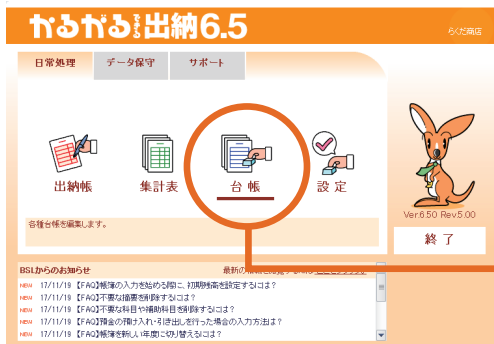 かるがるできる出納6.5
らくだ商店
日常処理 データ保守 サポート
出納帳 集計表 台帳 設定
各種台帳を編集します。
Ver.6.50 Rev.5.00
終了
BSLからのお知らせ
最新の
NEW 17/11/19 【FAQ】帳簿の入力を始める際に、初期残高を設定するには？
NEW 17/11/19 【FAQ】不要な摘要を削除するには？
NEW 17/11/19 【FAQ】不要な科目や補助科目を削除するには？
NEW 17/11/19 【FAQ】預金の預け入れ・引き出しを行った場合の入力方法は？
NEW 17/11/19 【FAQ】帳簿を新しい年度に切り替えるには？